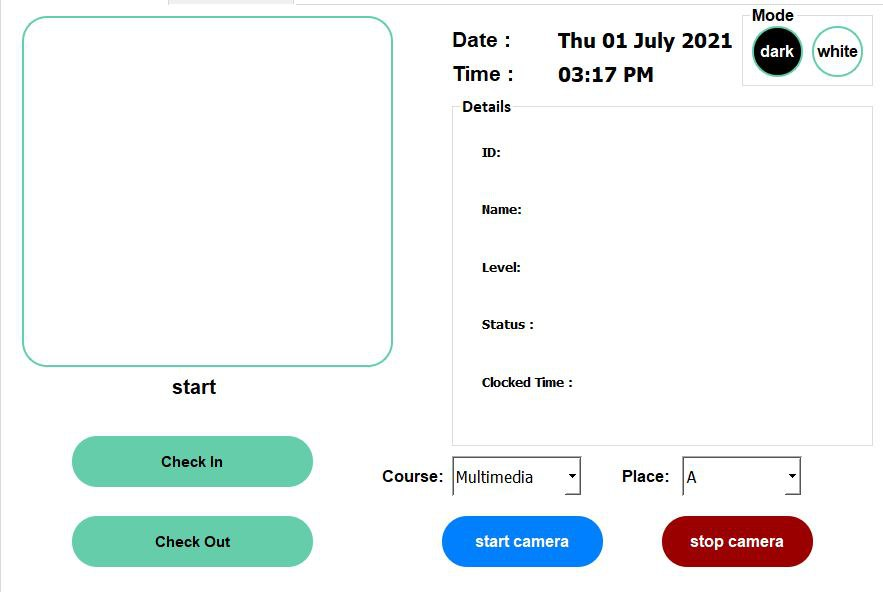 Date : Thu 01 July 2021
Time : 03:17 PM
Mode
dark white
Details
ID:
Name:
Level:
Status :
Clocked Time :
start
Check In
Check Out
Course: Multimedia Place: A
start camera stop camera